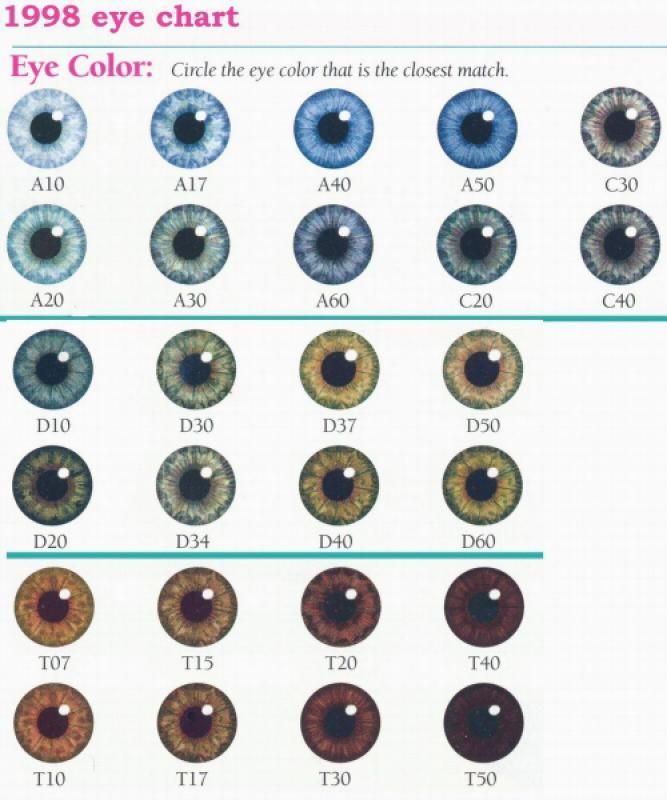 1998 eye chart
Eye Color: Circle the eye color that is the closest match.
A10 A17 A40 A50 C30
A20 A30 A60 C20 C40
D10 D30 D37 D50
D20 D34 D40 D60
T07 T15 T20 T40
T10 T17 T30 T50